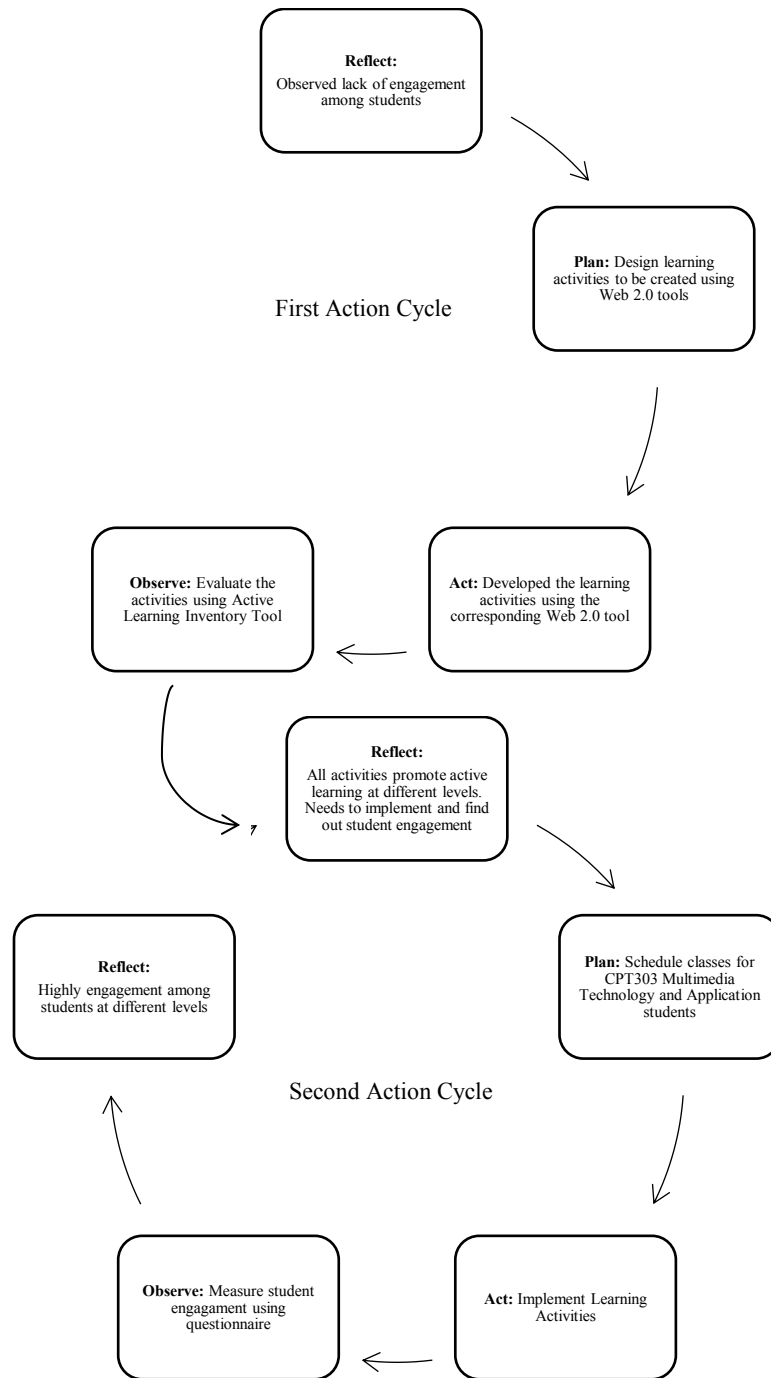 Reflect:
Observed lack of engagement
among students
Plan: Design learning
activities to be created using
Web 2.0 tools
First Action Cycle
Act: Developed the learning
activities using the
corresponding Web 2.0 tool
Observe: Evaluate the
activities using Active
Learning Inventory Tool
Reflect:
All activities promote active
learning at different levels.
Needs to implement and find
out student engagement
Plan: Schedule classes for
CPT303 Multimedia
Technology and Application
students
Second Action Cycle
Act: Implement Learning
Activities
Observe: Measure student
engagament using
questionnaire
Reflect:
Highly engagement among
students at different levels